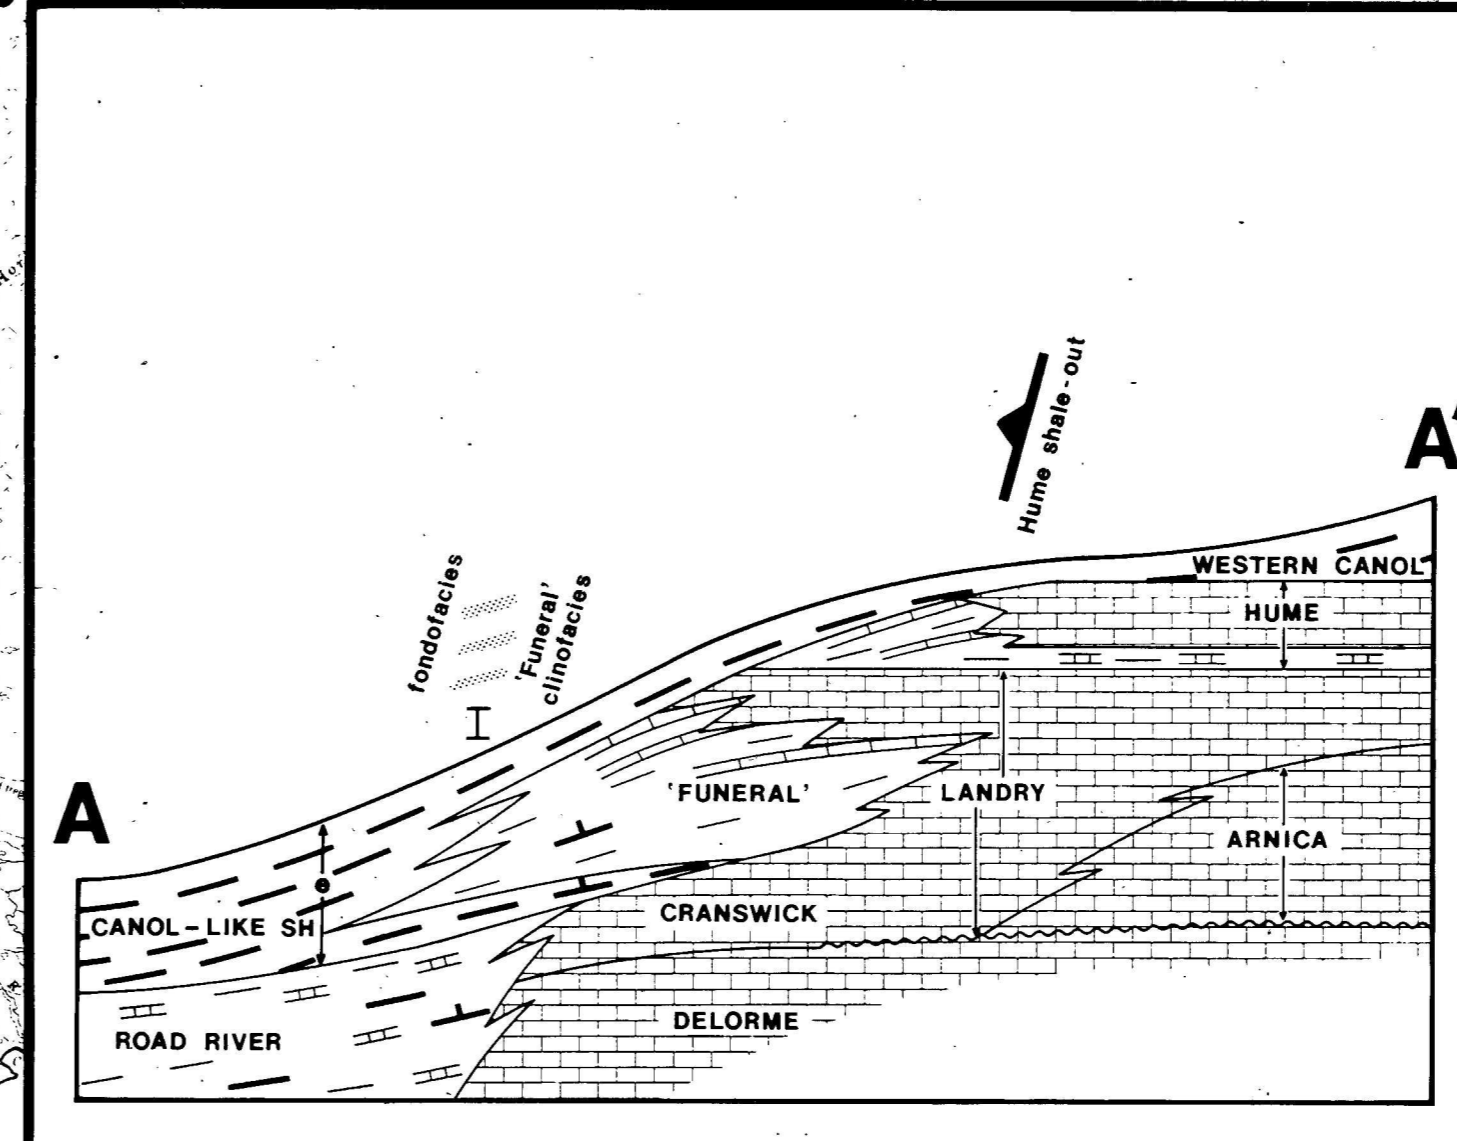 Hume shale-out
A'
WESTERN CANOL
HUME
fondofacies
'Funeral'
clinofacies
A
'FUNERAL'
LANDRY
ARNICA
e
CANOL-LIKE SH
CRANSWICK
DELORME
ROAD RIVER